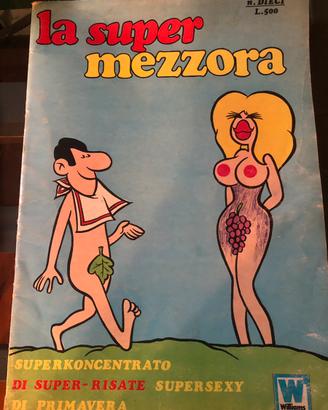 N. DIECI
L.500
la super
mezzora
SUPERKONCENTRATO
DI SUPER-RISATE SUPERSEXY
DI PRIMAVERA
W
Williams